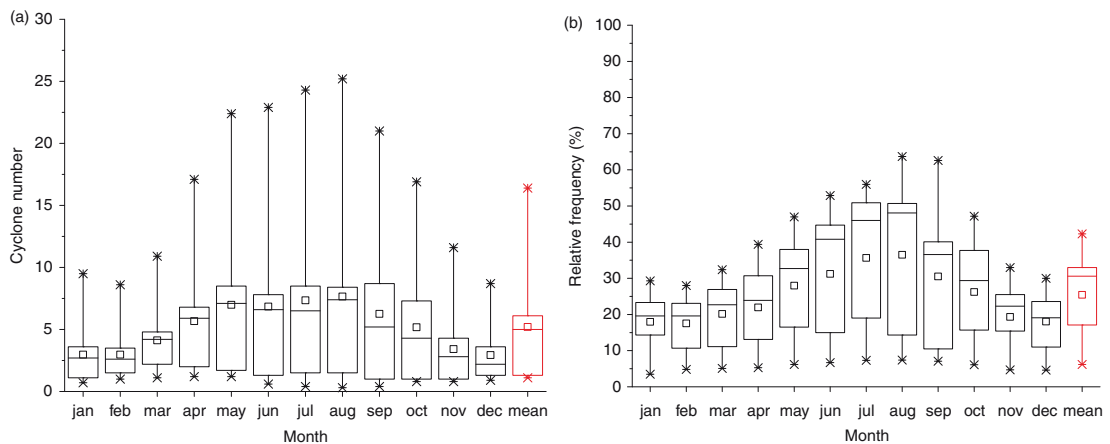 (a)
30
25
20
15
10
5
0
Cyclone number
jan feb mar apr may jun jul aug sep oct nov dec mean
Month
(b)
100
90
80
70
60
50
40
30
20
10
0
Relative frequency (%)
jan feb mar apr may jun jul aug sep oct nov dec mean
Month